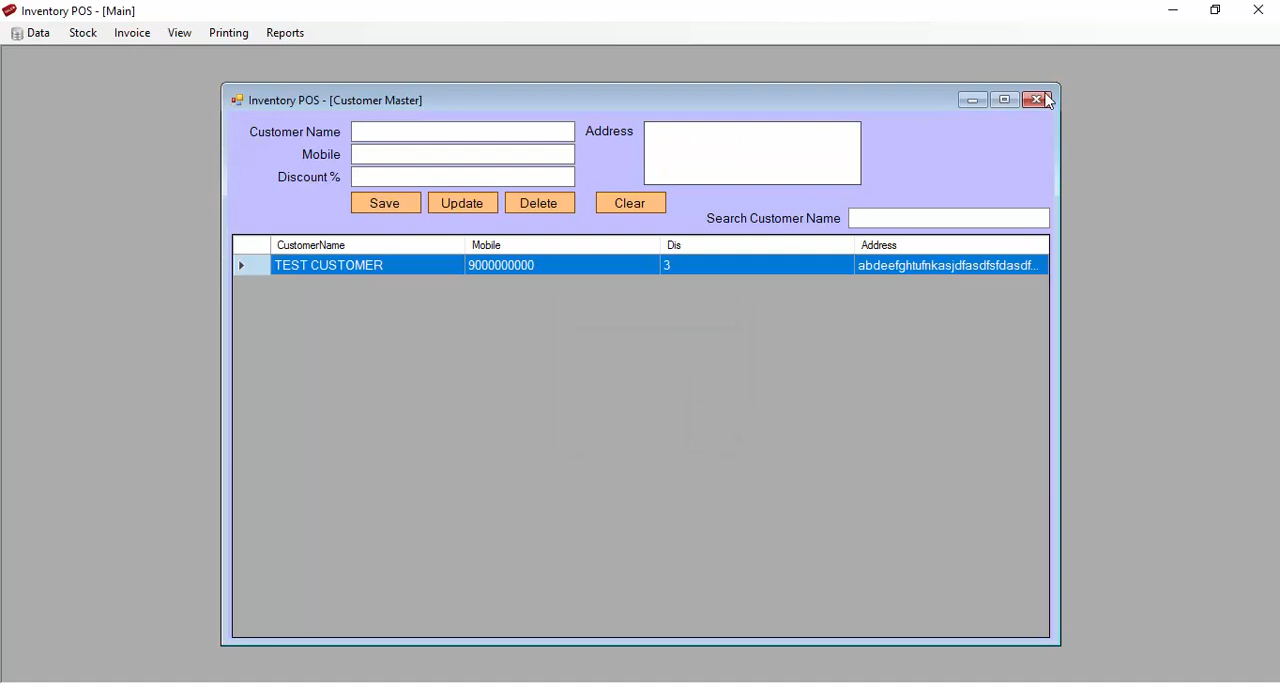 Inventory POS - [Main]
Data Stock Invoice View Printing Reports
Inventory POS - [Customer Master]
Customer Name Address
Mobile
Discount %
Save Update Delete Clear
Search Customer Name
CustomerName Mobile Dis Address
TEST CUSTOMER 9000000000 3